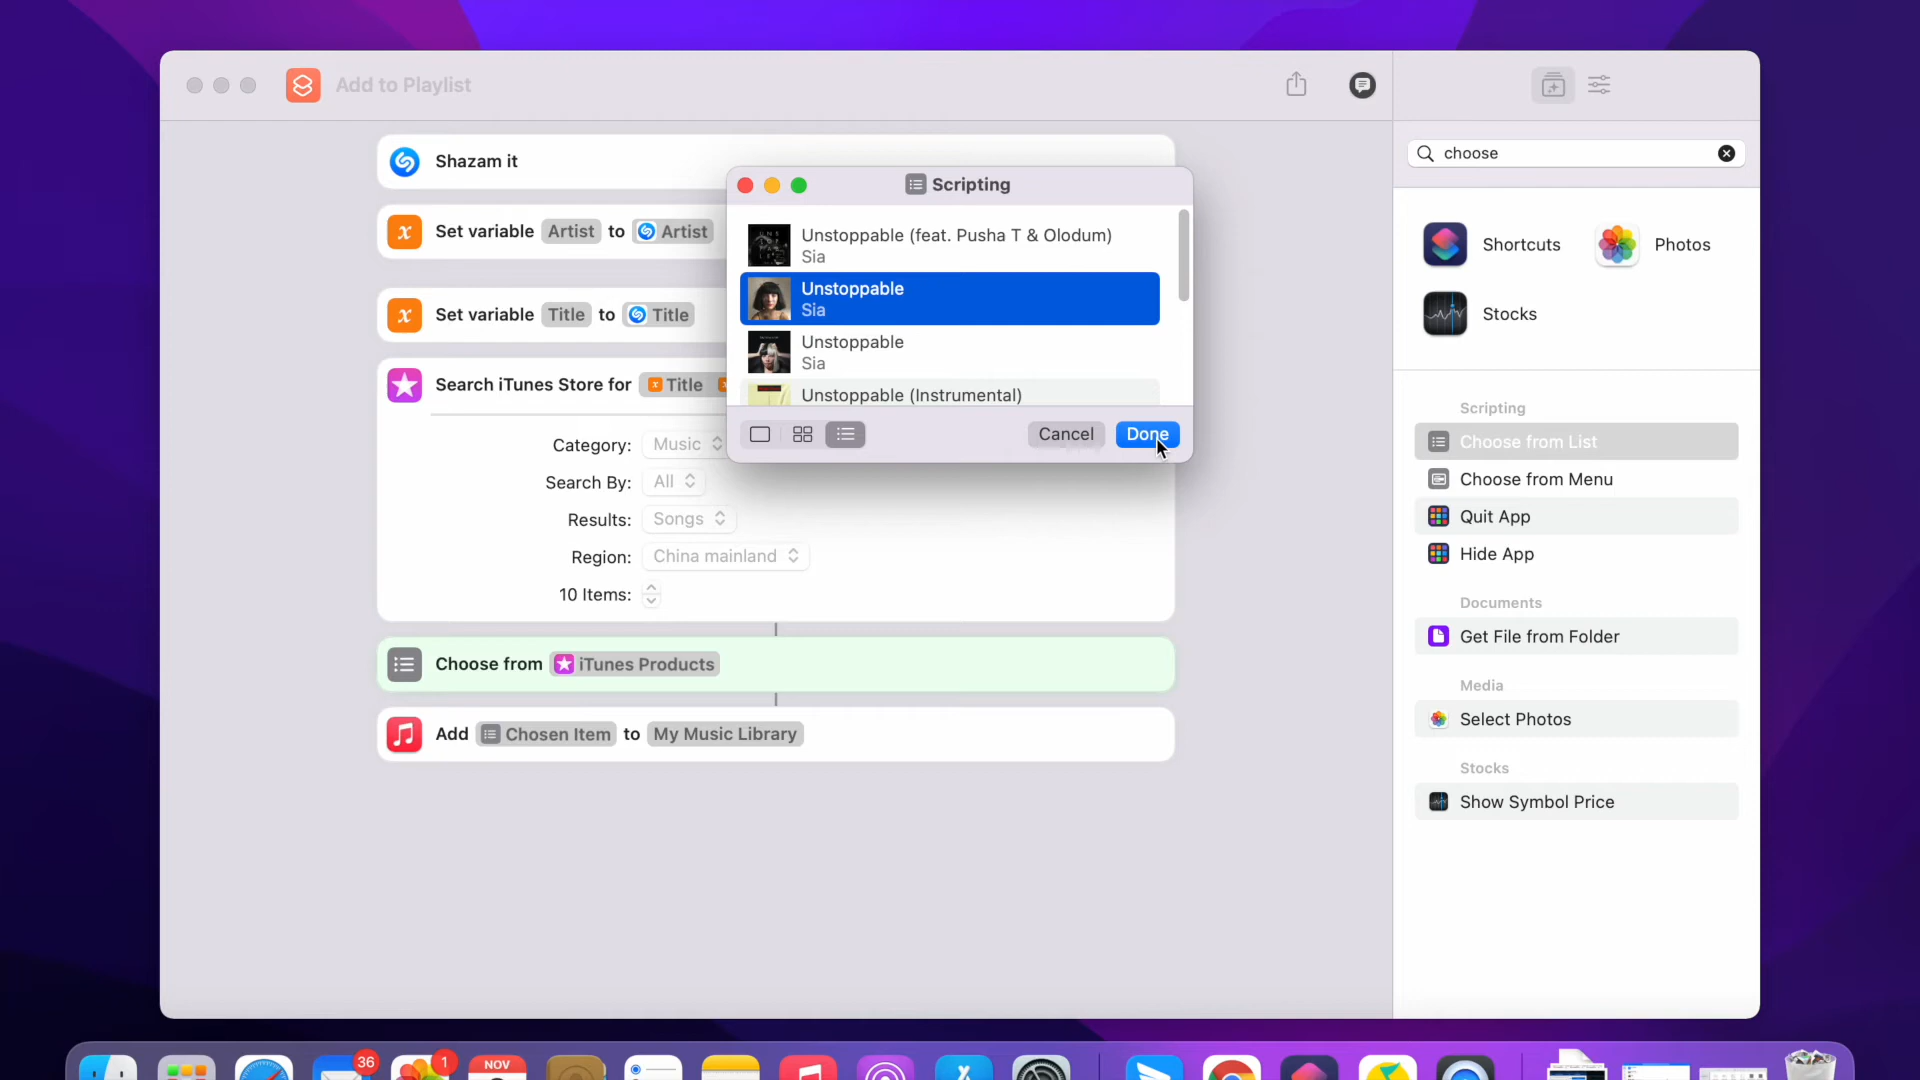 Add to Playlist
choose
Shazam it
Set variable Artist to Artist
Set variable Title to Title
Search iTunes Store for Title
Category: Music
Search By: All
Results: Songs
Region: China mainland
10 Items:
Choose from iTunes Products
Add Chosen Item to My Music Library
Scripting
Unstoppable (feat. Pusha T & Olodum)
Sia
Unstoppable
Sia
Unstoppable
Sia
Unstoppable (Instrumental)
Cancel
Done
Shortcuts
Photos
Stocks
Scripting
Choose from List
Choose from Menu
Quit App
Hide App
Documents
Get File from Folder
Media
Select Photos
Stocks
Show Symbol Price
36
1
NOV